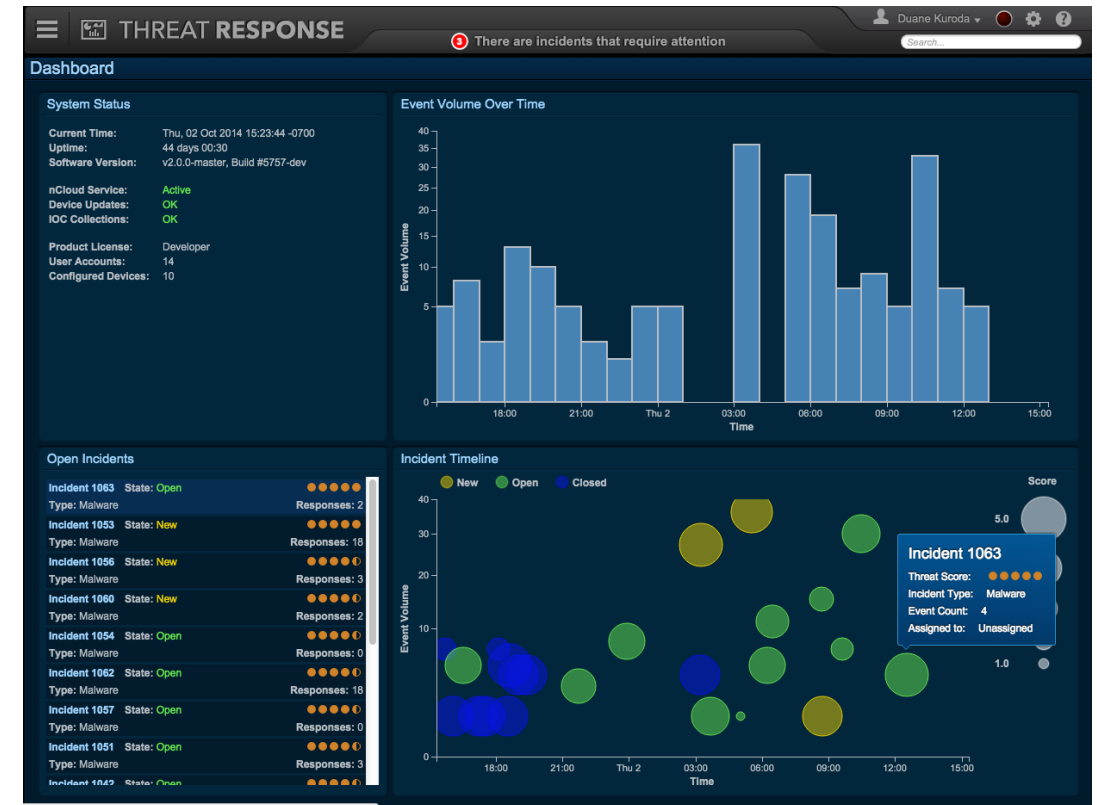 THREAT RESPONSE
Duane Kuroda
3 There are incidents that require attention
Search...
Dashboard
System Status
Current Time: Thu, 02 Oct 2014 15:23:44 -0700
Uptime: 44 days 00:30
Software Version: v2.0.0-master, Build #5757-dev
nCloud Service: Active
Device Updates: OK
IOC Collections: OK
Product License: Developer
User Accounts: 14
Configured Devices: 10
Event Volume Over Time
40
35
30
25
20
15
10
5
0
Event Volume
18:00 21:00 Thu 2 03:00 06:00 09:00 12:00 15:00
Time
Open Incidents
Incident 1063 State: Open
Type: Malware Responses: 2
Incident 1053 State: New
Type: Malware Responses: 18
Incident 1056 State: New
Type: Malware Responses: 3
Incident 1060 State: New
Type: Malware Responses: 2
Incident 1054 State: Open
Type: Malware Responses: 0
Incident 1062 State: Open
Type: Malware Responses: 18
Incident 1057 State: Open
Type: Malware Responses: 0
Incident 1051 State: Open
Type: Malware Responses: 3
Incident 1042 State: Open
Incident Timeline
New Open Closed
Score
5.0
1.0
40
30
20
10
0
Event Volume
Incident 1063
Threat Score:
Incident Type: Malware
Event Count: 4
Assigned to: Unassigned
18:00 21:00 Thu 2 03:00 06:00 09:00 12:00 15:00
Time